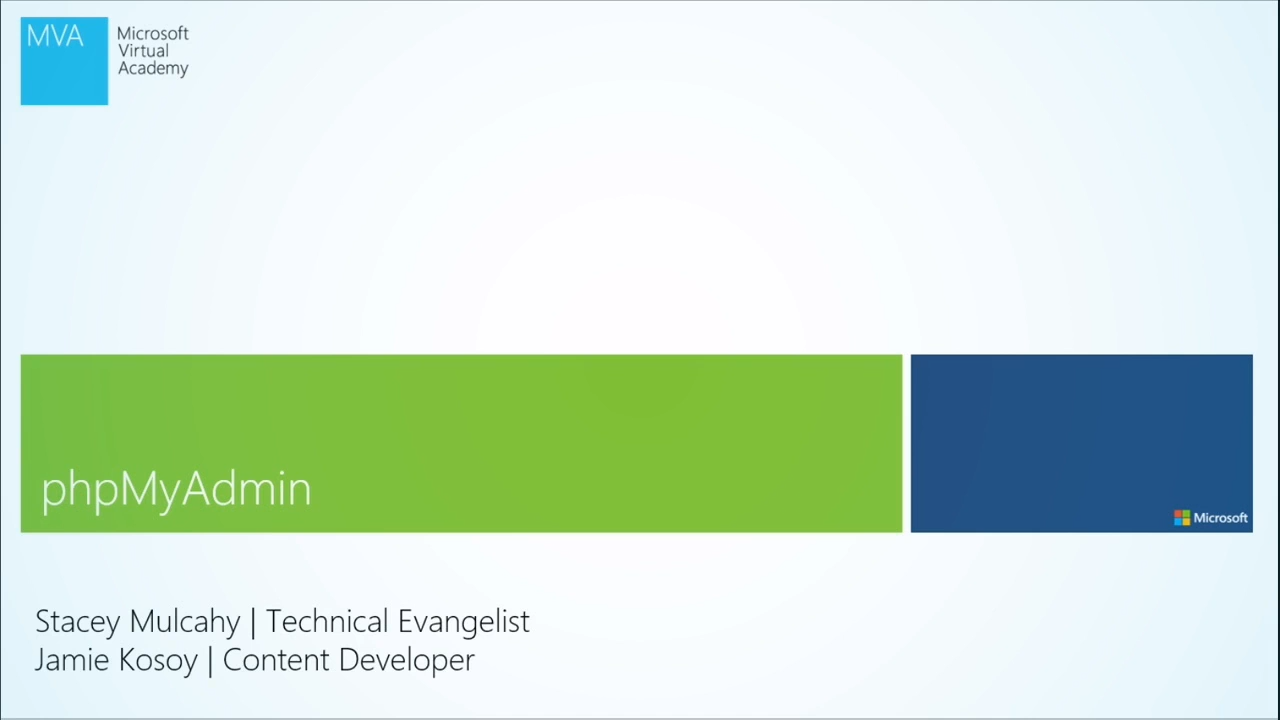 MVA
Microsoft
Virtual
Academy
phpMyAdmin
Microsoft
Stacey Mulcahy | Technical Evangelist
Jamie Kosoy | Content Developer